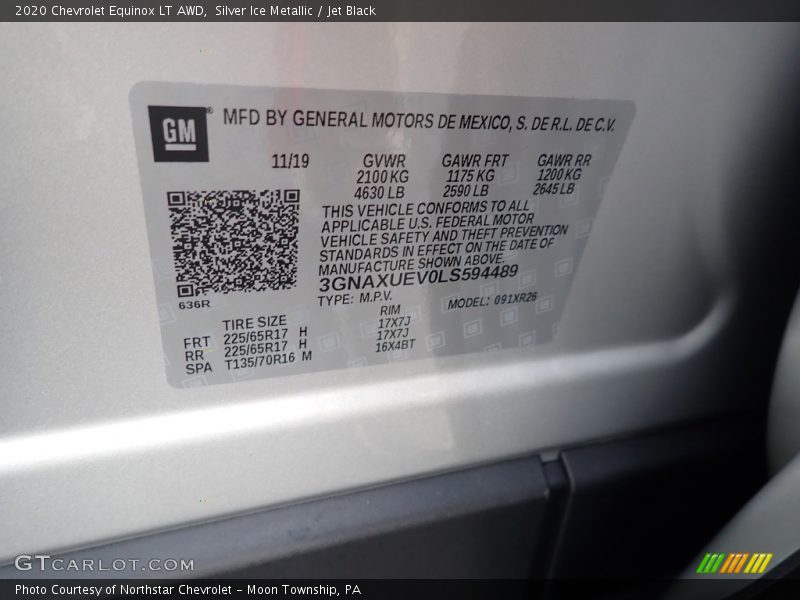 2020 Chevrolet Equinox LT AWD, Silver Ice Metallic / Jet Black
GM ®
MFD BY GENERAL MOTORS DE MEXICO, S. DE R.L. DE C.V.
11/19 GVWR GAWR FRT GAWR RR
2100 KG 1175 KG 1200 KG
4630 LB 2590 LB 2645 LB
THIS VEHICLE CONFORMS TO ALL
APPLICABLE U.S. FEDERAL MOTOR
VEHICLE SAFETY AND THEFT PREVENTION
STANDARDS IN EFFECT ON THE DATE OF
MANUFACTURE SHOWN ABOVE.
3GNAXUEV0LS594489
636R
TYPE: M.P.V. MODEL: 091XR26
TIRE SIZE RIM
FRT 225/65R17 H 17X7J
RR 225/65R17 H 17X7J
SPA T135/70R16 M 16X4BT
GTCARLOT.COM
Photo Courtesy of Northstar Chevrolet - Moon Township, PA